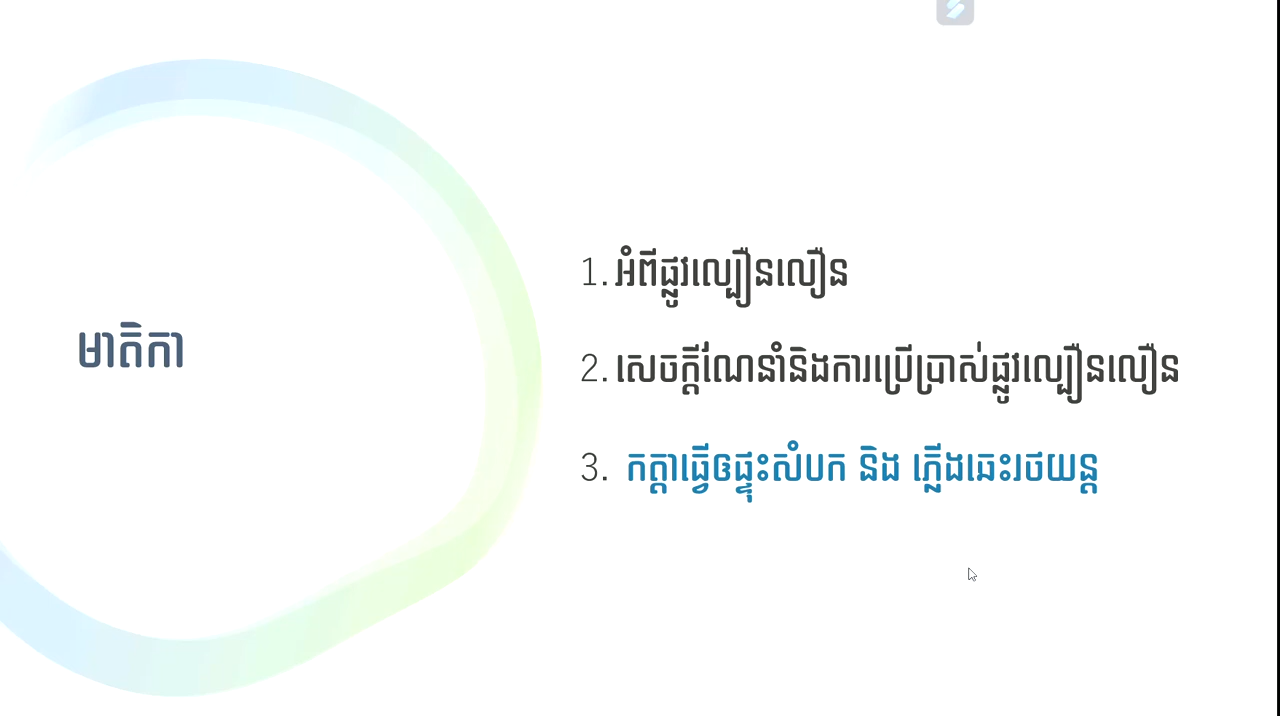 មាតិកា
1. អំពីផ្លូវល្បឿនលឿន
2. សេចក្តីណែនាំនិងការប្រើប្រាស់ផ្លូវល្បឿនលឿន
3. កត្តាធ្វើឲផ្ទុះសំបក និង ភ្លើងឆេះរថយន្ត